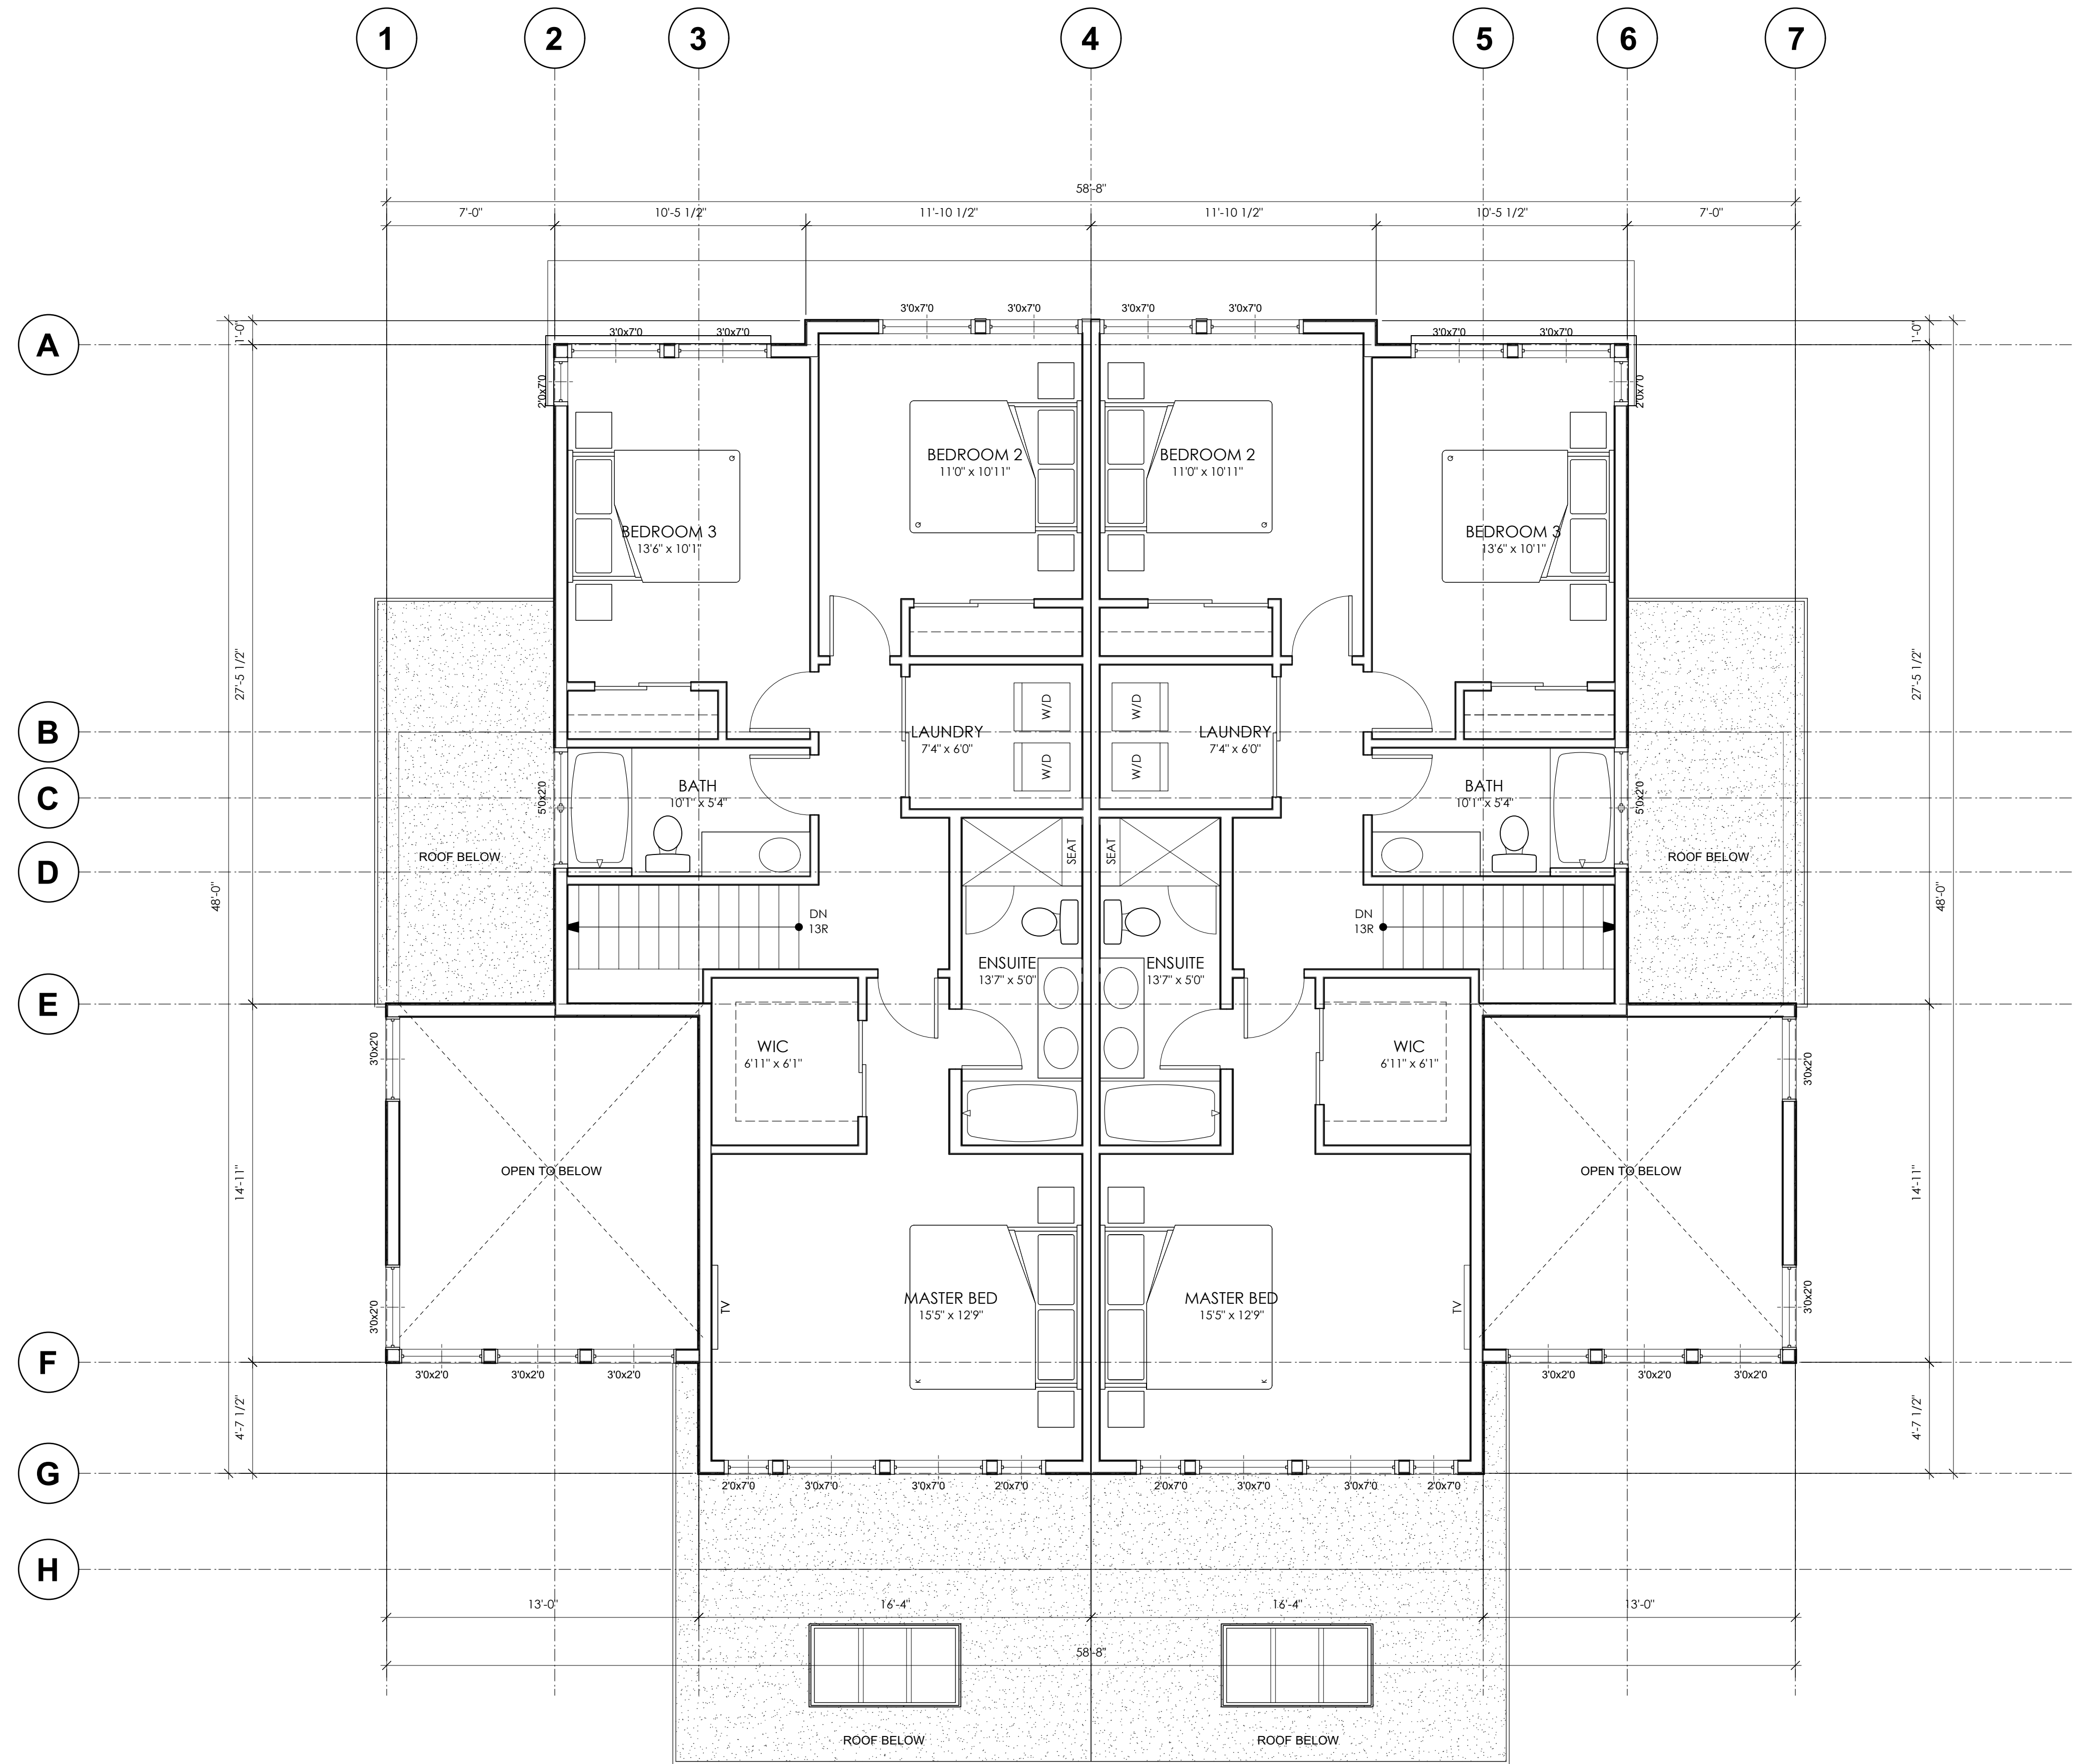 1 2 3 4 5 6 7
58'-8"
7'-0" 10'-5 1/2" 11'-10 1/2" 11'-10 1/2" 10'-5 1/2" 7'-0"
3'0x7'0 3'0x7'0 3'0x7'0 3'0x7'0
1'-0" 3'0x7'0 3'0x7'0 3'0x7'0 3'0x7'0 1'-0"
A
2'0x7'0 2'0x7'0
BEDROOM 2 BEDROOM 2
11'0" x 10'11" 11'0" x 10'11"
BEDROOM 3 BEDROOM 3
13'6" x 10'1" 13'6" x 10'1"
27'-5 1/2" 27'-5 1/2"
W/D W/D
B LAUNDRY LAUNDRY
7'4" x 6'0" 7'4" x 6'0"
W/D W/D
BATH BATH
C 5'0x2'0 10'1" x 5'4" 10'1" x 5'4" 5'0x2'0
SEAT SEAT
ROOF BELOW ROOF BELOW
D
48'-0" 48'-0"
DN DN
13R 13R
ENSUITE ENSUITE
13'7" x 5'0" 13'7" x 5'0"
E
3'0x2'0 WIC WIC 3'0x2'0
6'11" x 6'1" 6'11" x 6'1"
OPEN TO BELOW OPEN TO BELOW
14'-11" 14'-11"
MASTER BED MASTER BED
3'0x2'0 TV 15'5" x 12'9" 15'5" x 12'9" TV 3'0x2'0
F
3'0x2'0 3'0x2'0 3'0x2'0 3'0x2'0 3'0x2'0 3'0x2'0
K K
4'-7 1/2" 4'-7 1/2"
G
2'0x7'0 3'0x7'0 3'0x7'0 2'0x7'0 2'0x7'0 3'0x7'0 3'0x7'0 2'0x7'0
H
13'-0" 16'-4" 16'-4" 13'-0"
58'-8"
ROOF BELOW ROOF BELOW